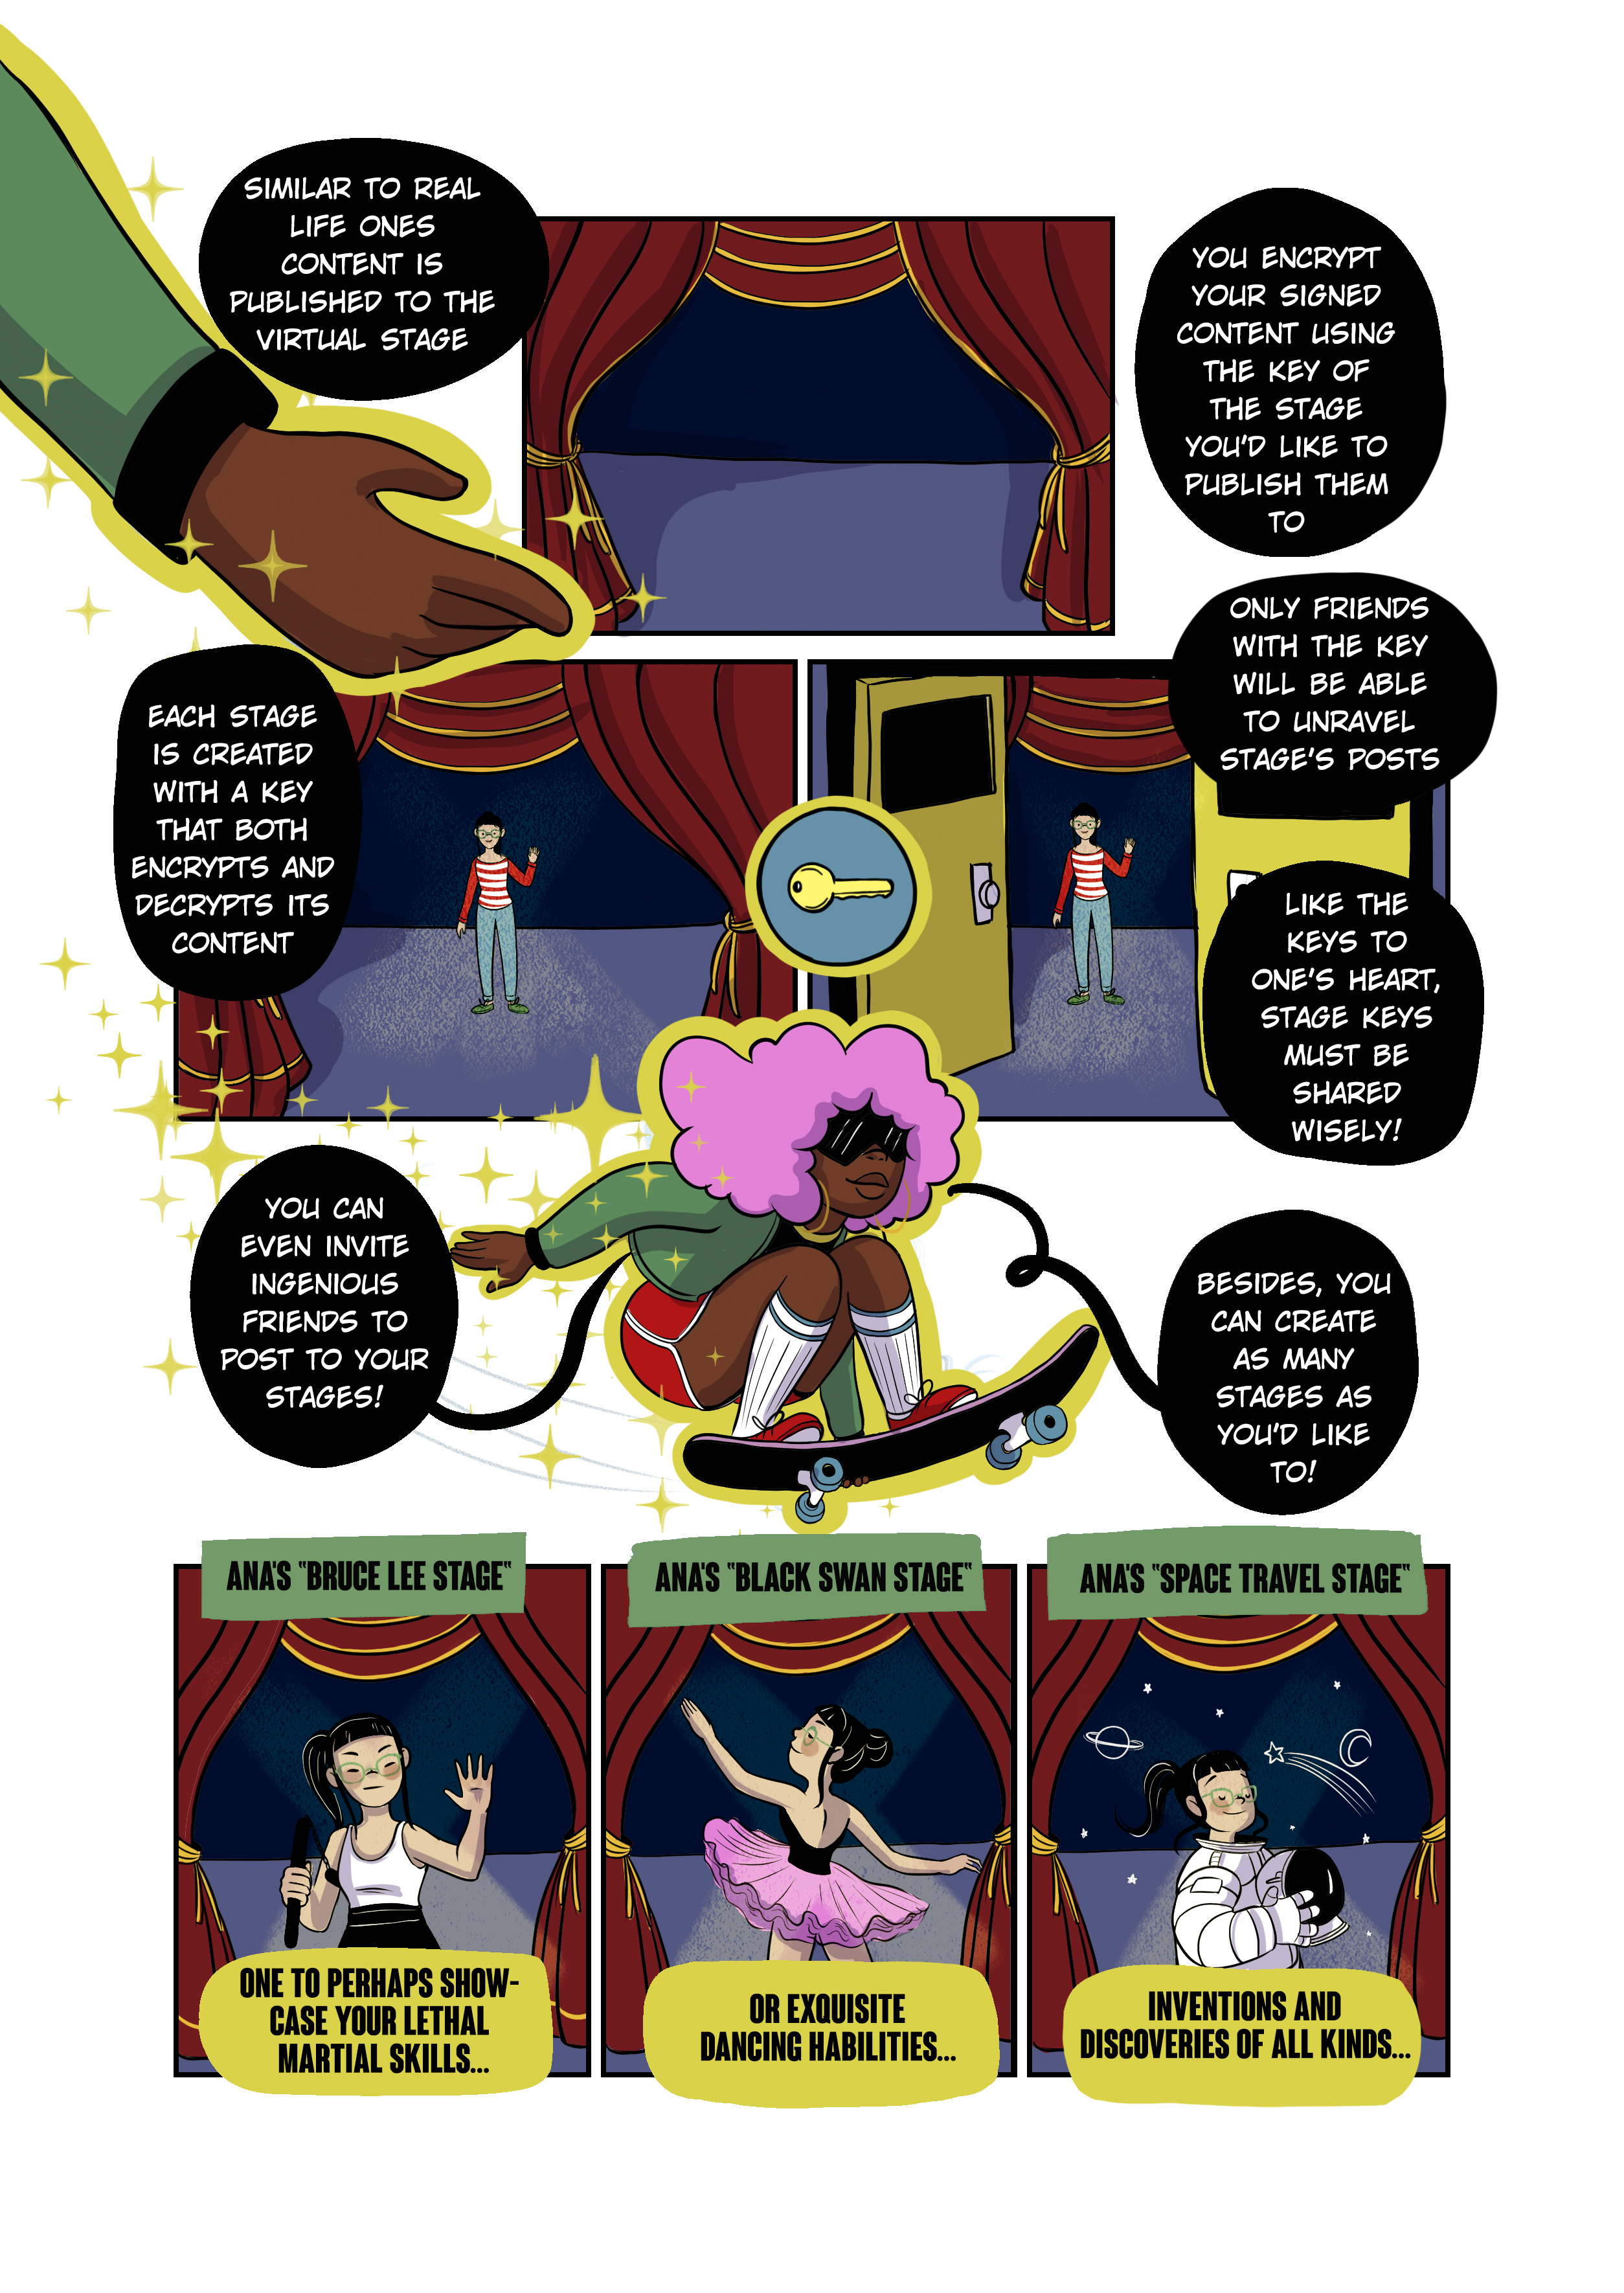 SIMILAR TO REAL
LIFE ONES
CONTENT IS
PUBLISHED TO THE
VIRTUAL STAGE
YOU ENCRYPT
YOUR SIGNED
CONTENT USING
THE KEY OF
THE STAGE
YOU'D LIKE TO
PUBLISH THEM
TO
EACH STAGE
IS CREATED
WITH A KEY
THAT BOTH
ENCRYPTS AND
DECRYPTS ITS
CONTENT
ONLY FRIENDS
WITH THE KEY
WILL BE ABLE
TO UNRAVEL
STAGE'S POSTS
LIKE THE
KEYS TO
ONE'S HEART,
STAGE KEYS
MUST BE
SHARED
WISELY!
YOU CAN
EVEN INVITE
INGENIOUS
FRIENDS TO
POST TO YOUR
STAGES!
BESIDES, YOU
CAN CREATE
AS MANY
STAGES AS
YOU'D LIKE
TO!
ANA'S "BRUCE LEE STAGE"
ONE TO PERHAPS SHOW-
CASE YOUR LETHAL
MARTIAL SKILLS...
ANA'S "BLACK SWAN STAGE"
OR EXQUISITE
DANCING HABILITIES...
ANA'S "SPACE TRAVEL STAGE"
INVENTIONS AND
DISCOVERIES OF ALL KINDS...